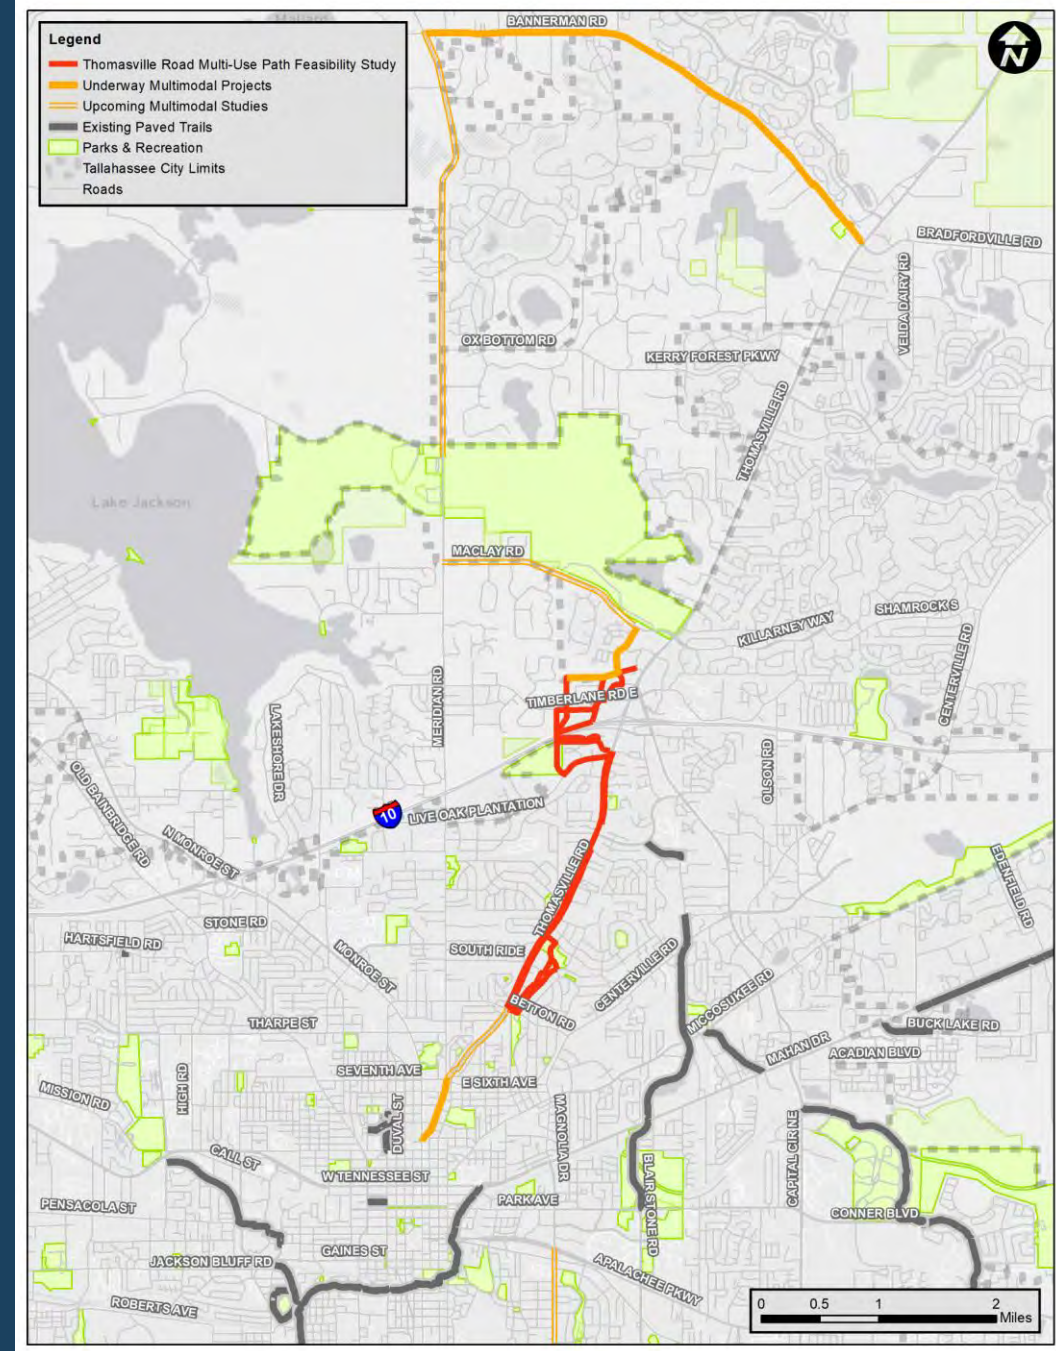 BANNERMAN RD
Legend
Thomasville Road Multi-Use Path Feasibility Study
Underway Multimodal Projects
Upcoming Multimodal Studies
Existing Paved Trails
Parks & Recreation
Tallahassee City Limits
Roads
N
BRADFORDVILLE RD
VELDA DAIRY RD
OX BOTTOM RD
KERRY FOREST PKWY
THOMASVILLE RD
Lake Jackson
MACLAY RD
SHAMROCK S
KILLARNEY WAY
CENTERVILLE RD
MERIDIAN RD
TIMBERLANE RD E
LAKESHORE DR
OLSON RD
OLD BAINBRIDGE RD
10
LIVE OAK PLANTATION
N MONROE ST
THOMASVILLE RD
EDENFIELD RD
STONE RD
HARTSFIELD RD
MONROE ST
SOUTH RIDE
CENTERVILLE RD
BETTON RD
MICCOSUKEE RD
THARPE ST
BUCK LAKE RD
MAHAN DR
ACADIAN BLVD
SEVENTH AVE
E SIXTH AVE
HIGH RD
MISSION RD
DUVAL ST
MAGNOLIA DR
CAPITAL CIR NE
CALL ST
W TENNESSEE ST
BLAIR STONE RD
PENSACOLA ST
PARK AVE
CONNER BLVD
GAINES ST
JACKSON BLUFF RD
APALACHEE PKWY
ROBERTS AVE
0 0.5 1 2
Miles